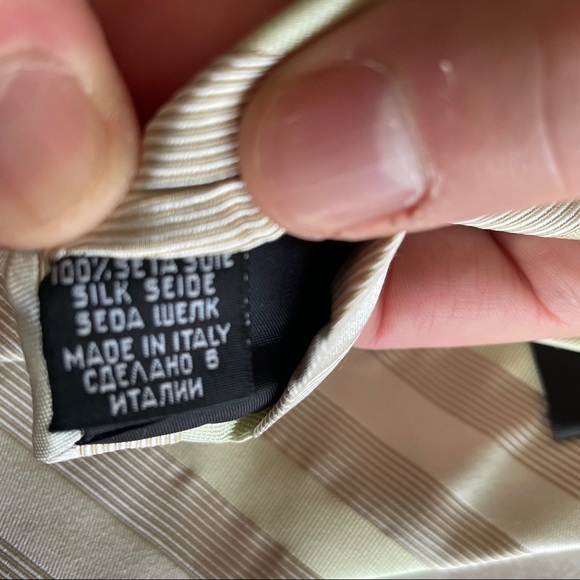 100% SETA SOIE
SILK SEIDE
SEDA ШЕЛК
MADE IN ITALY
СДЕЛАНО В
ИТАЛИИ